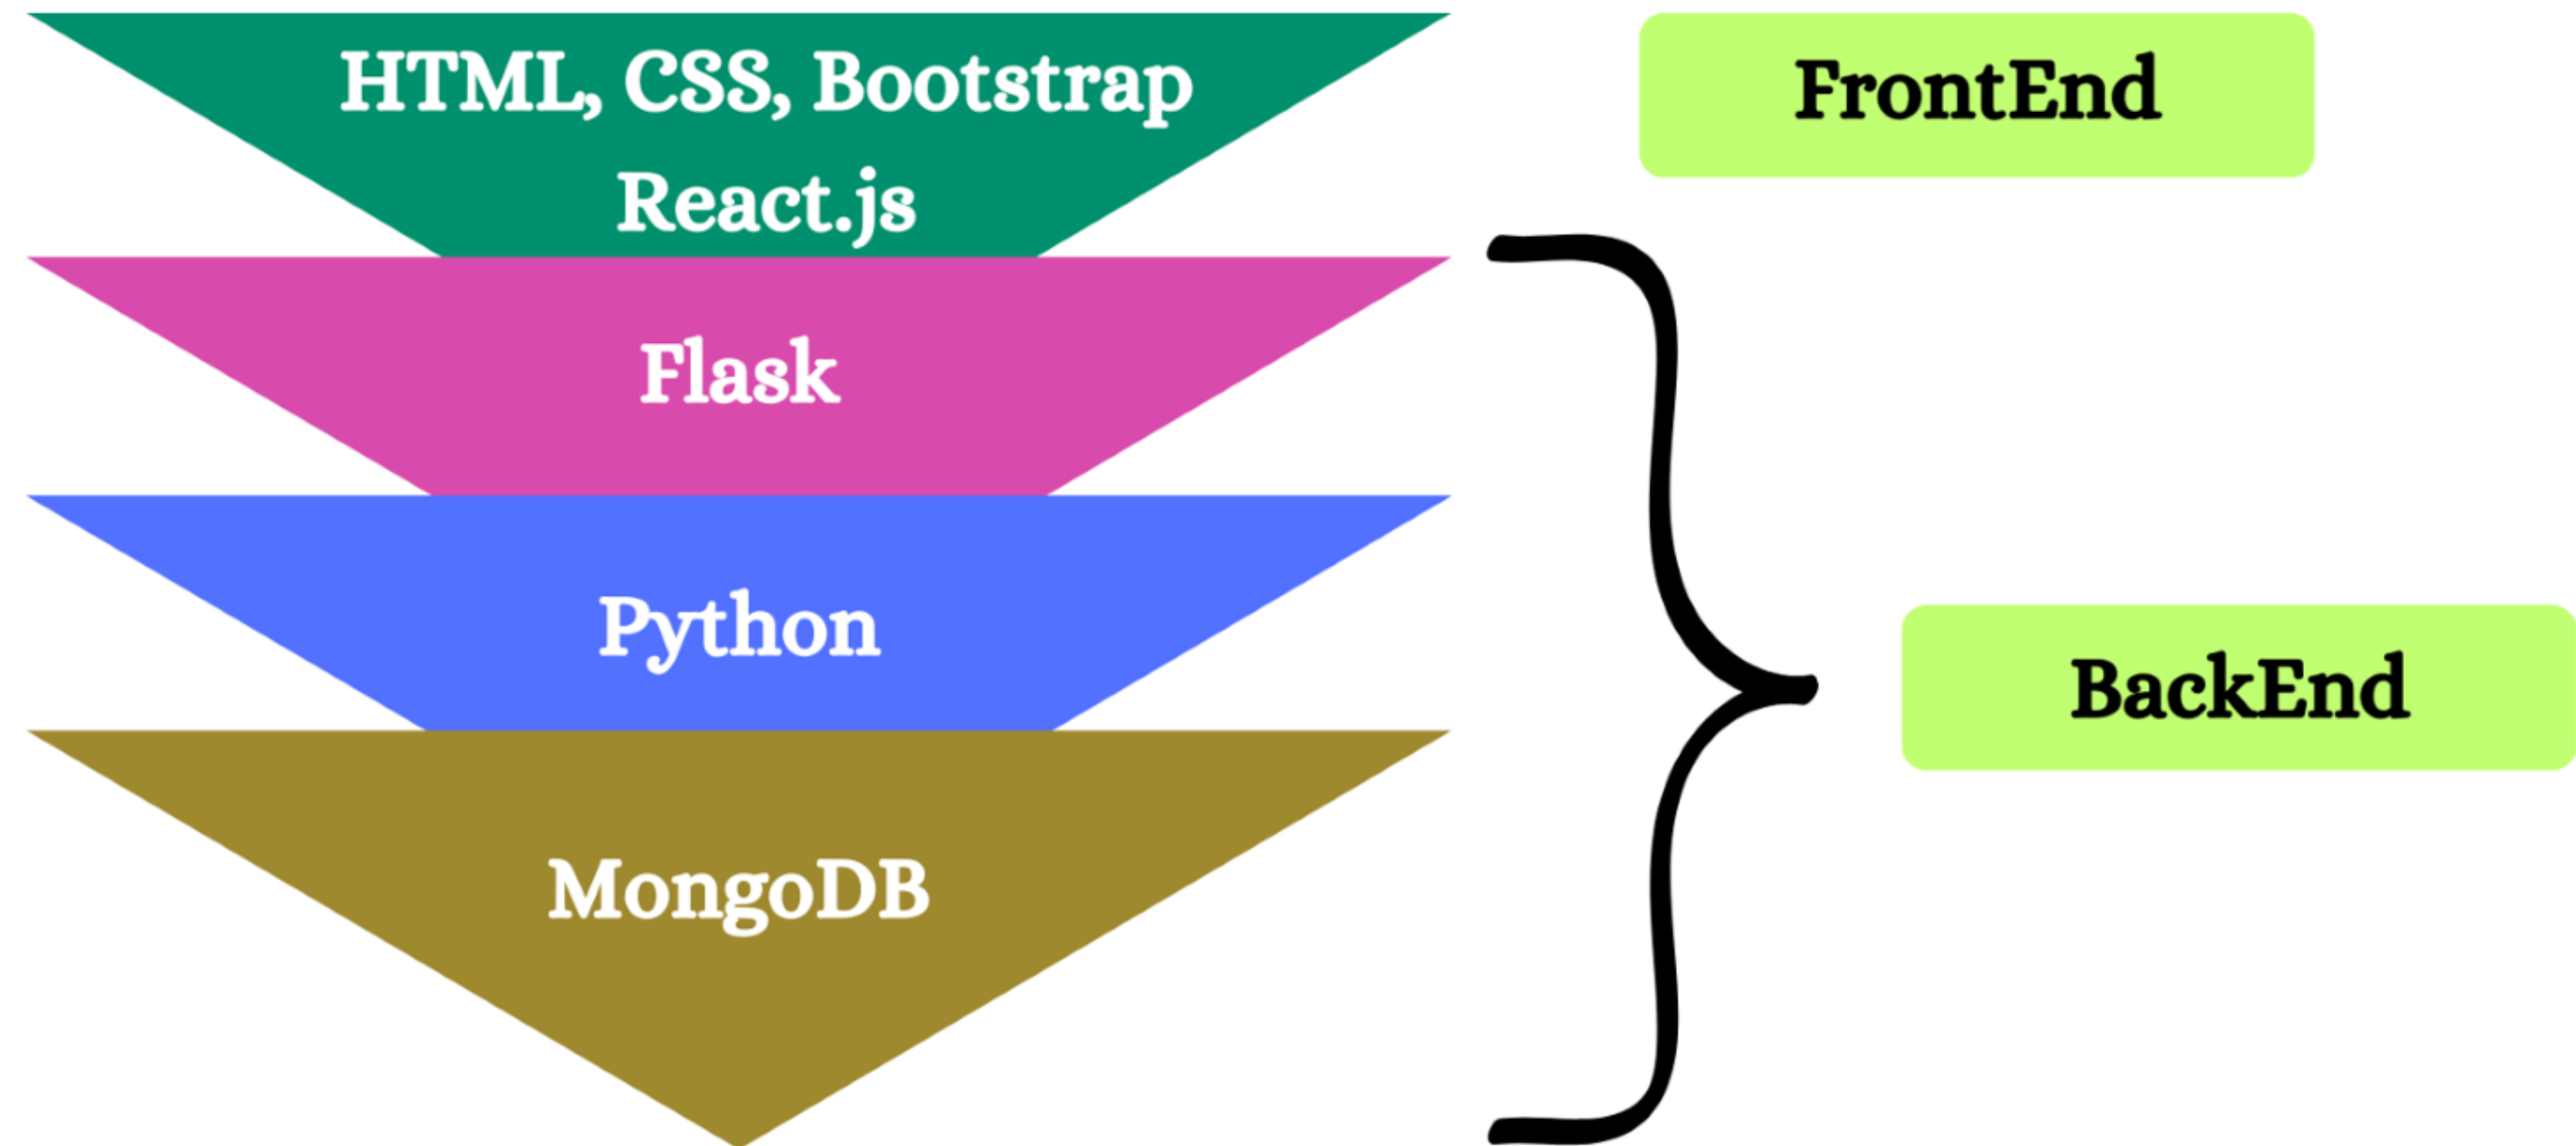 HTML, CSS, Bootstrap
React.js
FrontEnd
Flask
Python
BackEnd
MongoDB